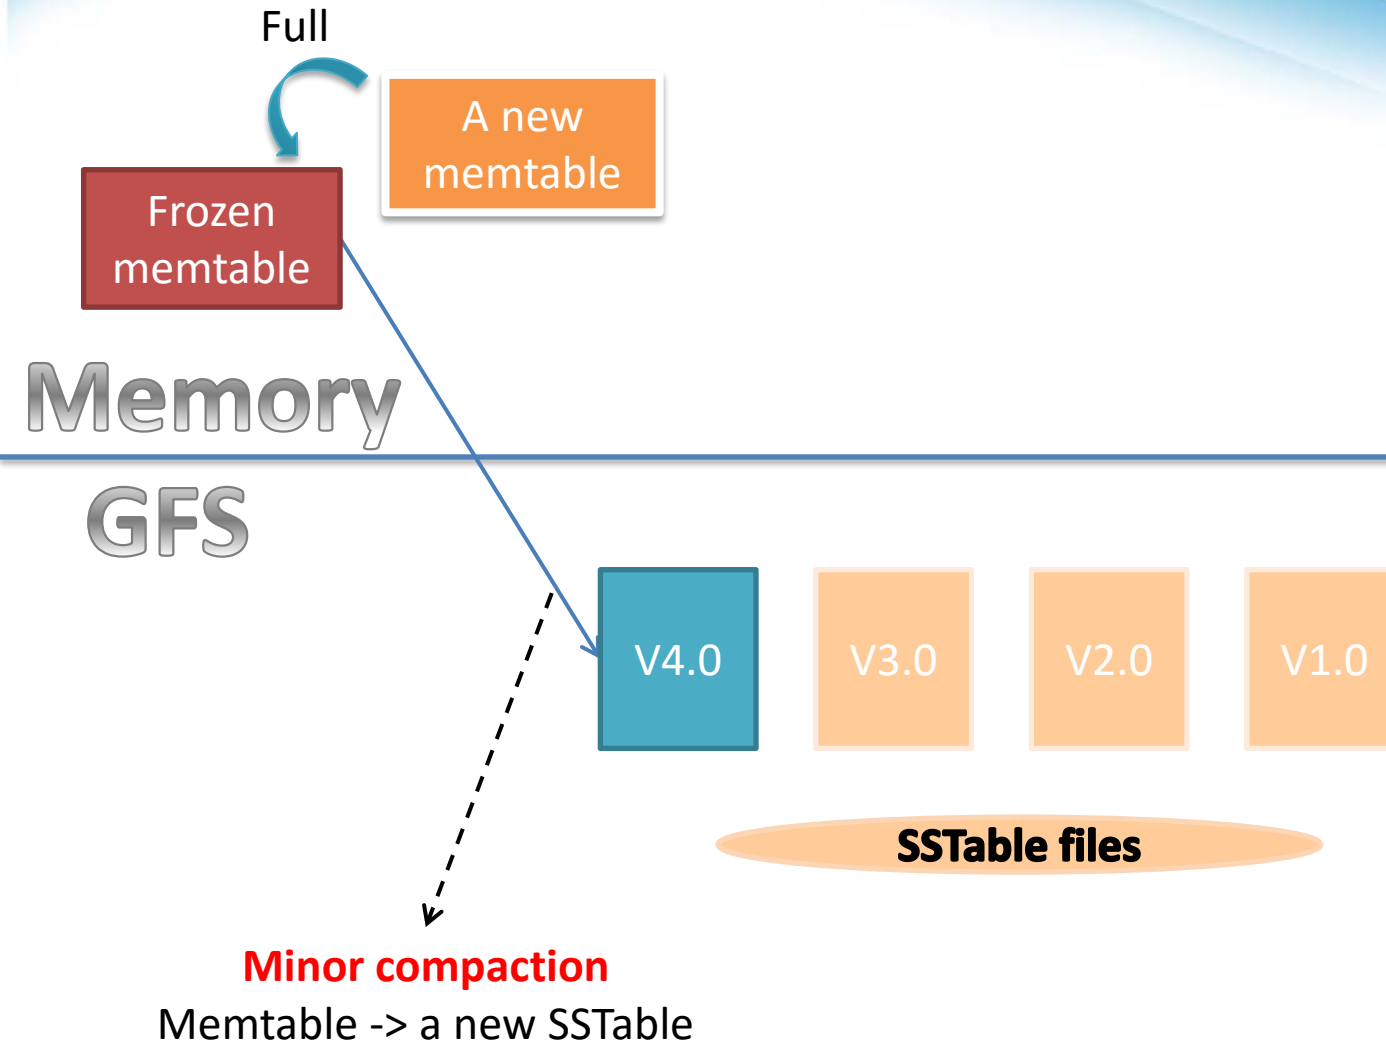 Full
A new
memtable
Frozen
memtable
Memory
GFS
V4.0
V3.0
V2.0
V1.0
SSTable files
Minor compaction
Memtable -> a new SSTable